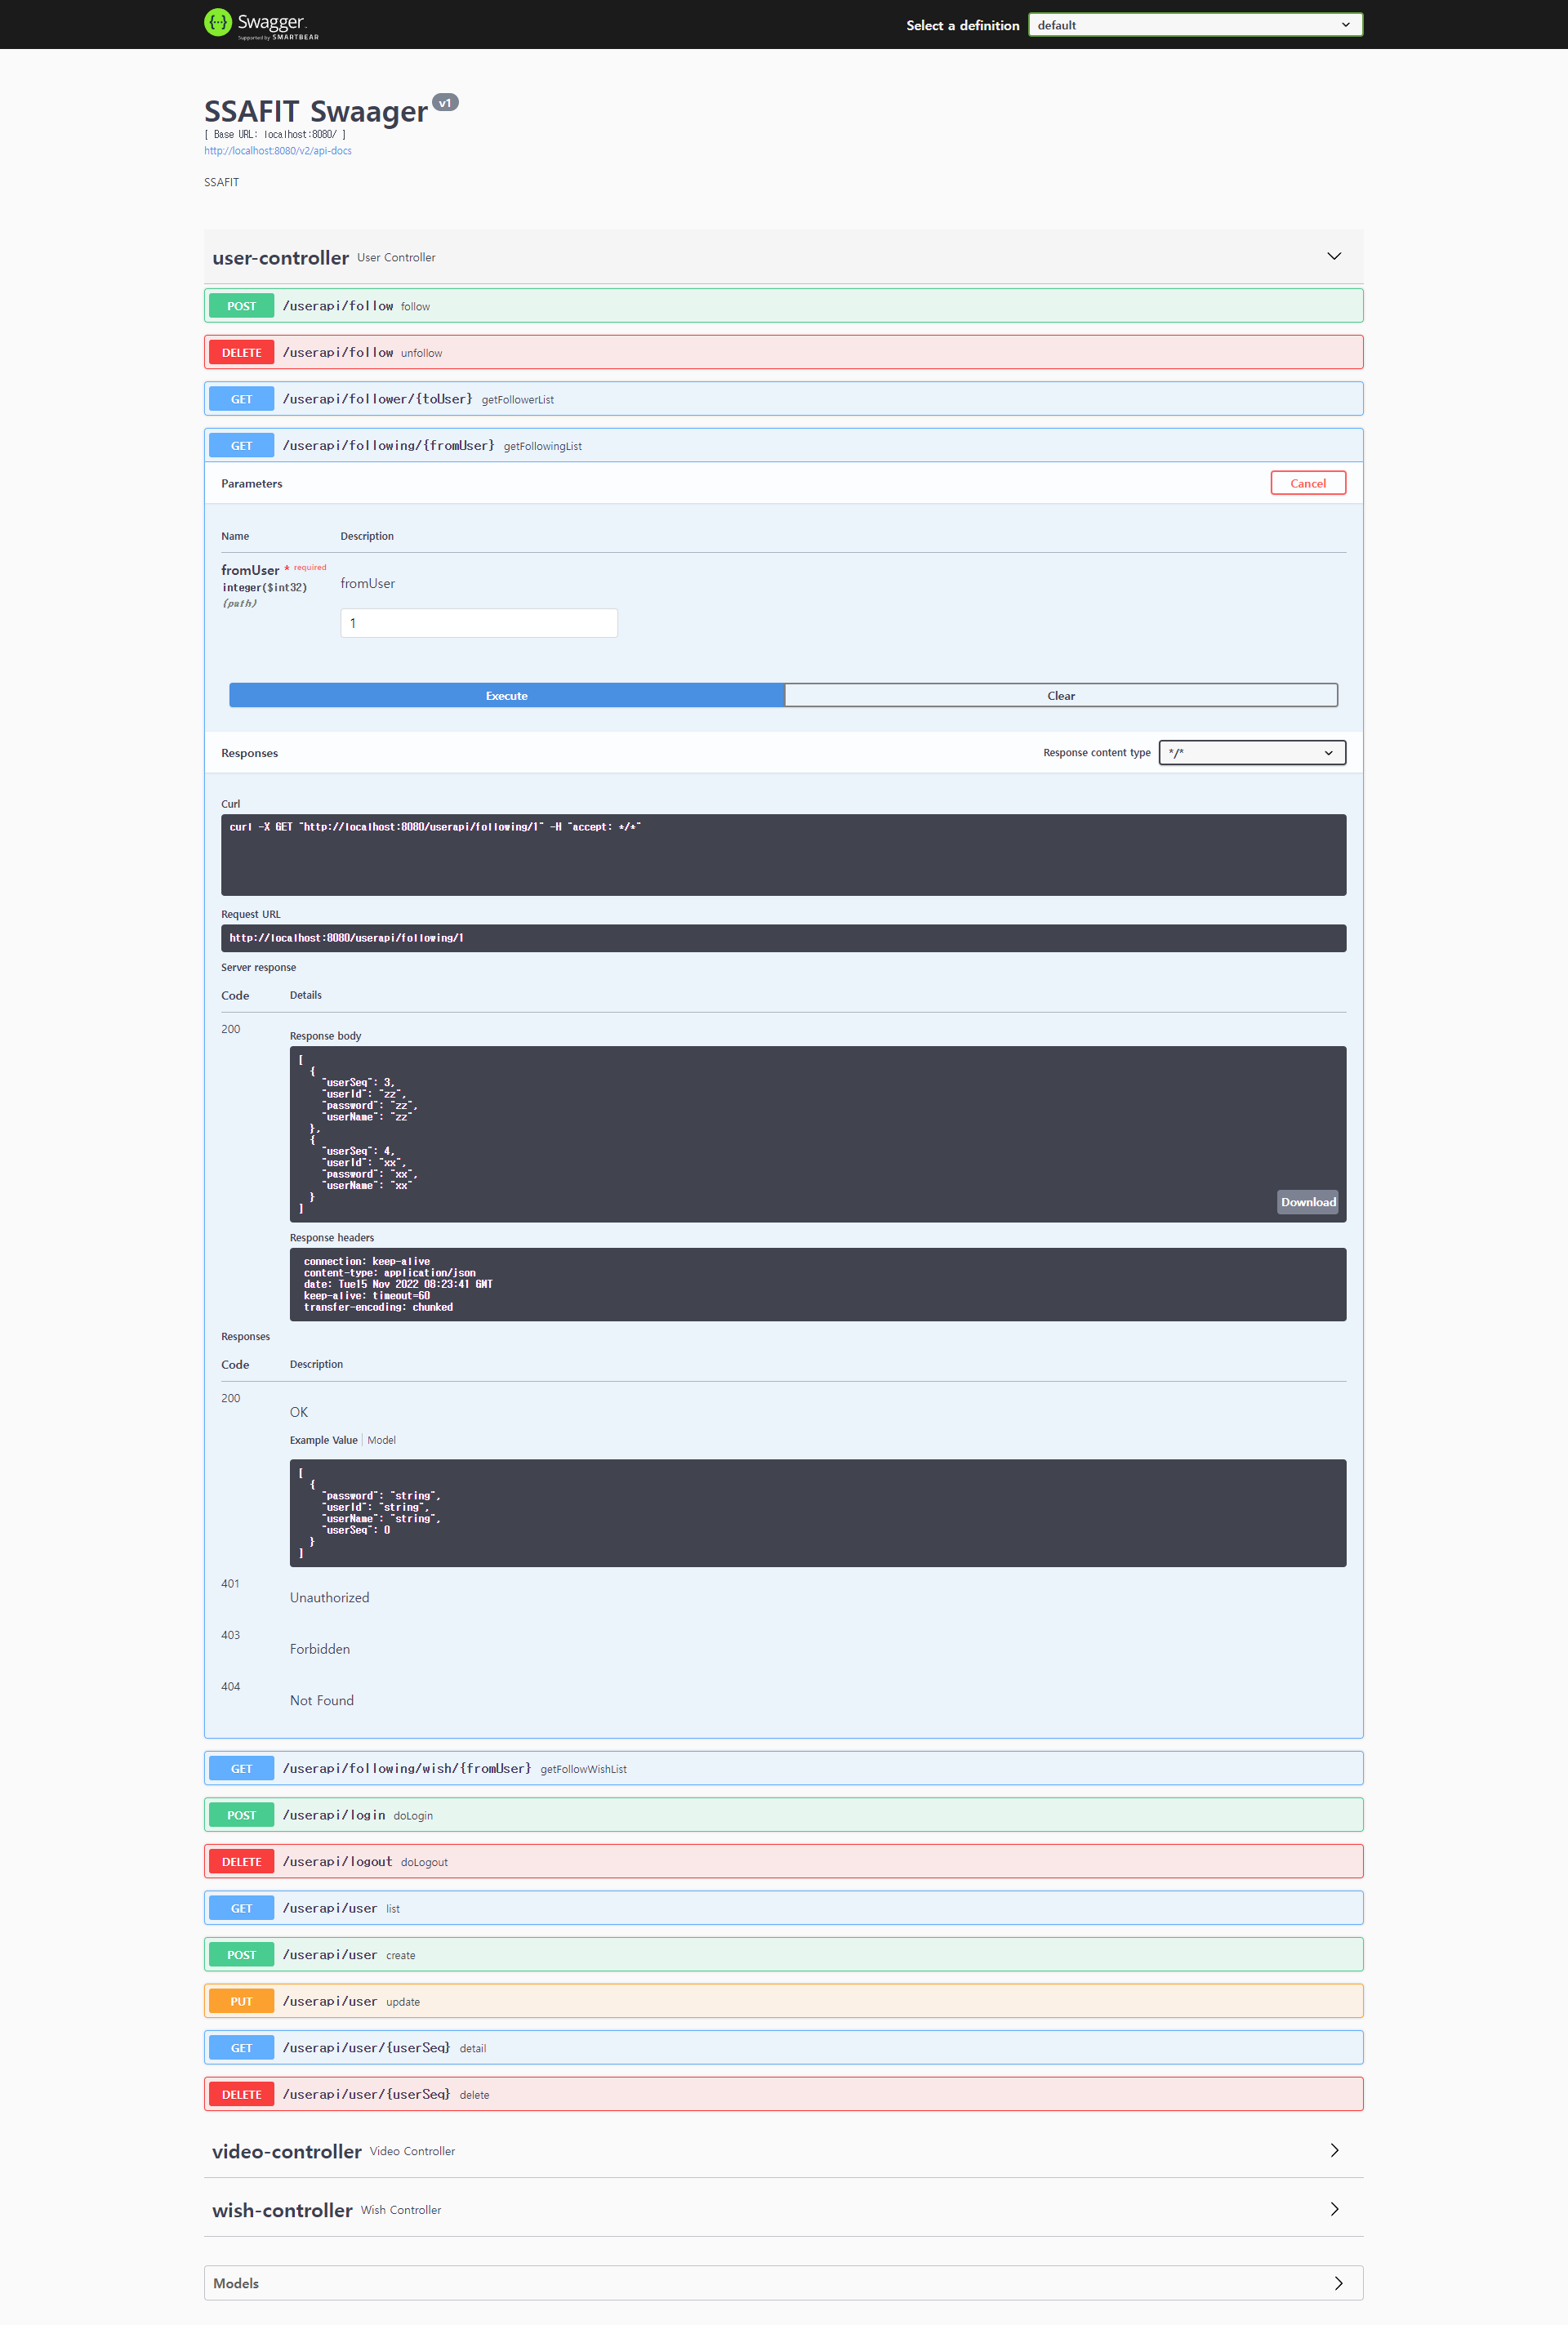 Swagger.
Supported by SMARTBEAR
Select a definition
default
SSAFIT Swaager v1
[ Base URL: localhost:8080/ ]
http://localhost:8080/v2/api-docs
SSAFIT
user-controller User Controller
POST /userapi/follow follow
DELETE /userapi/follow unfollow
GET /userapi/follower/{toUser} getFollowerList
GET /userapi/following/{fromUser} getFollowingList
Parameters Cancel
Name Description
fromUser * required
integer($int32)
(path)
fromUser
1
Execute Clear
Responses Response content type */*
Curl
curl -X GET "http://localhost:8080/userapi/following/1" -H "accept: */*"
Request URL
http://localhost:8080/userapi/following/1
Server response
Code Details
200
Response body
[
{
"userSeq": 3,
"userId": "zz",
"password": "zz",
"userName": "zz"
},
{
"userSeq": 4,
"userId": "xx",
"password": "xx",
"userName": "xx"
}
]
Download
Response headers
connection: keep-alive
content-type: application/json
date: Tue15 Nov 2022 08:23:41 GMT
keep-alive: timeout=60
transfer-encoding: chunked
Responses
Code Description
200
OK
Example Value Model
[
{
"password": "string",
"userId": "string",
"userName": "string",
"userSeq": 0
}
]
401
Unauthorized
403
Forbidden
404
Not Found
GET /userapi/following/wish/{fromUser} getFollowWishList
POST /userapi/login doLogin
DELETE /userapi/logout doLogout
GET /userapi/user list
POST /userapi/user create
PUT /userapi/user update
GET /userapi/user/{userSeq} detail
DELETE /userapi/user/{userSeq} delete
video-controller Video Controller
wish-controller Wish Controller
Models